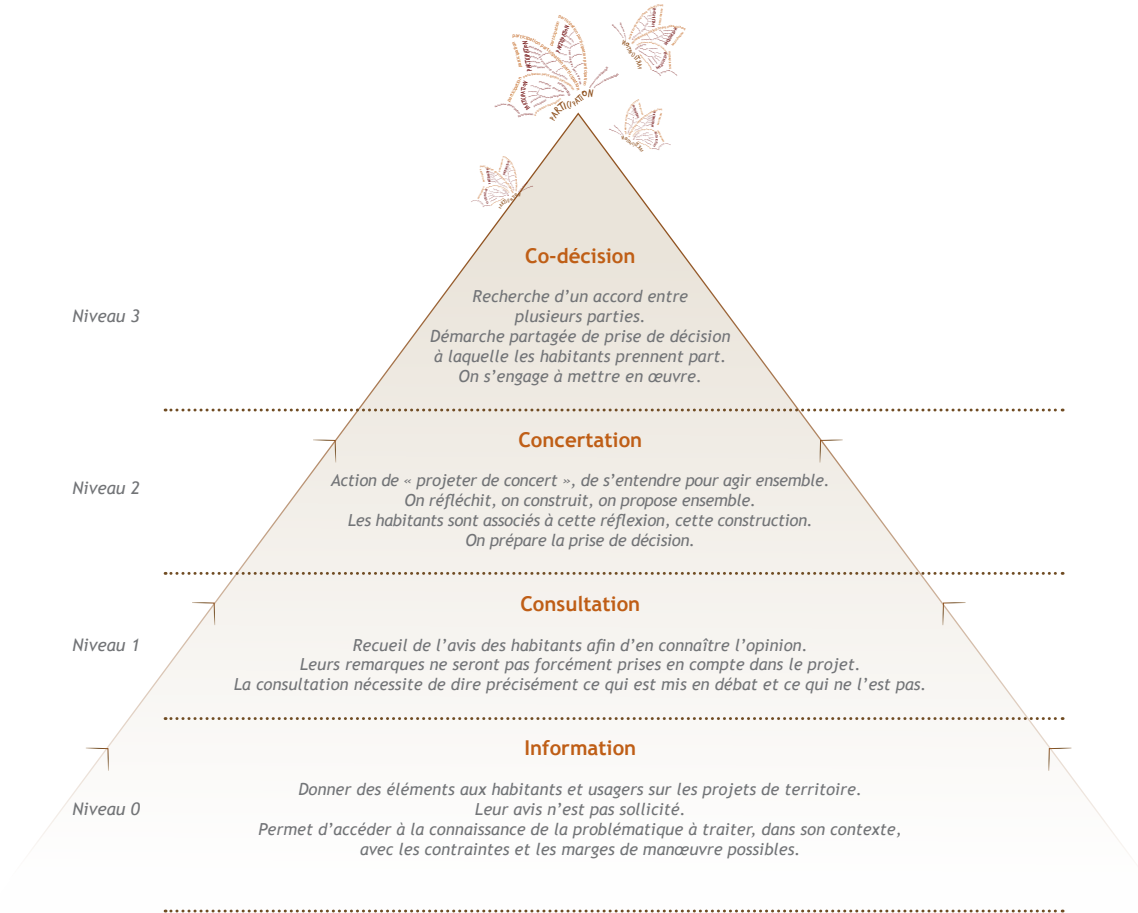 PARTICIPATION
Co-décision
Niveau 3
Recherche d’un accord entre
plusieurs parties.
Démarche partagée de prise de décision
à laquelle les habitants prennent part.
On s’engage à mettre en œuvre.
Concertation
Niveau 2
Action de « projeter de concert », de s’entendre pour agir ensemble.
On réfléchit, on construit, on propose ensemble.
Les habitants sont associés à cette réflexion, cette construction.
On prépare la prise de décision.
Consultation
Niveau 1
Recueil de l’avis des habitants afin d’en connaître l’opinion.
Leurs remarques ne seront pas forcément prises en compte dans le projet.
La consultation nécessite de dire précisément ce qui est mis en débat et ce qui ne l’est pas.
Information
Niveau 0
Donner des éléments aux habitants et usagers sur les projets de territoire.
Leur avis n’est pas sollicité.
Permet d’accéder à la connaissance de la problématique à traiter, dans son contexte,
avec les contraintes et les marges de manœuvre possibles.